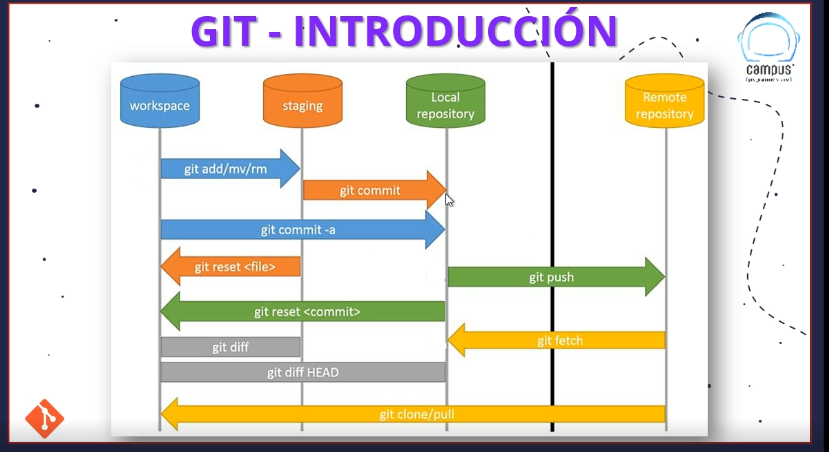 GIT - INTRODUCCIÓN
campus
workspace
staging
Local
repository
Remote
repository
git add/mv/rm
git commit
git commit -a
git reset <file>
git push
git reset <commit>
git diff
git fetch
git diff HEAD
git clone/pull